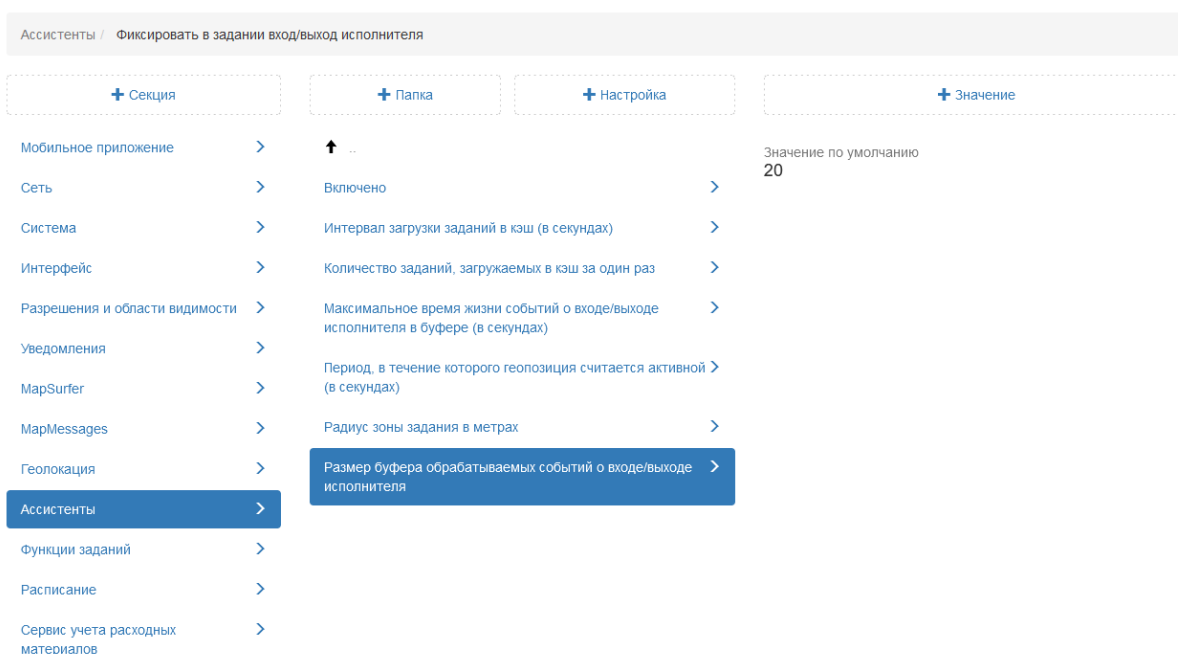 Ассистенты / Фиксировать в задании вход/выход исполнителя
+ Секция
+ Папка
+ Настройка
+ Значение
Мобильное приложение
Сеть
Система
Интерфейс
Разрешения и области видимости
Уведомления
MapSurfer
MapMessages
Геолокация
Ассистенты
Функции заданий
Расписание
Сервис учета расходных
материалов
..
Включено
Интервал загрузки заданий в кэш (в секундах)
Количество заданий, загружаемых в кэш за один раз
Максимальное время жизни событий о входе/выходе
исполнителя в буфере (в секундах)
Период, в течение которого геопозиция считается активной
(в секундах)
Радиус зоны задания в метрах
Размер буфера обрабатываемых событий о входе/выходе
исполнителя
Значение по умолчанию
20